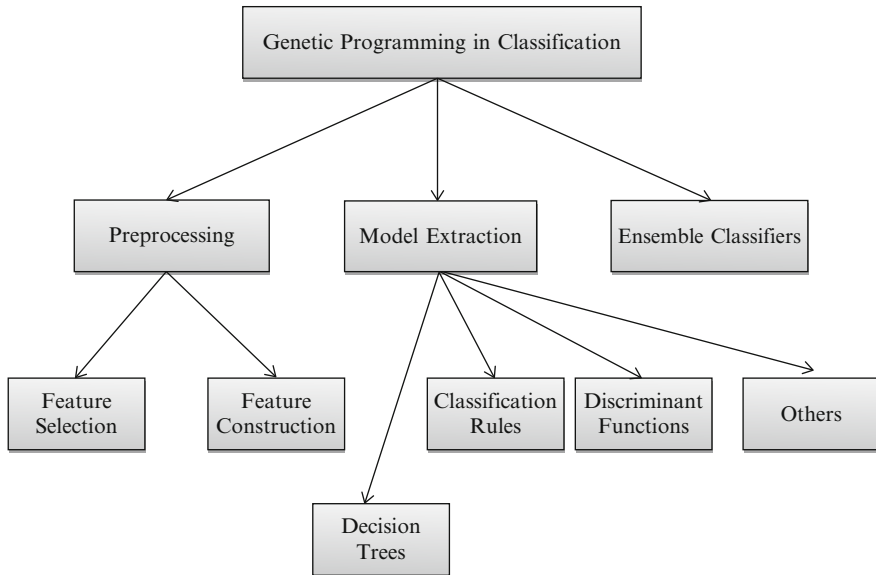 Genetic Programming in Classification
Preprocessing
Model Extraction
Ensemble Classifiers
Feature
Selection
Feature
Construction
Classification
Rules
Discriminant
Functions
Others
Decision
Trees